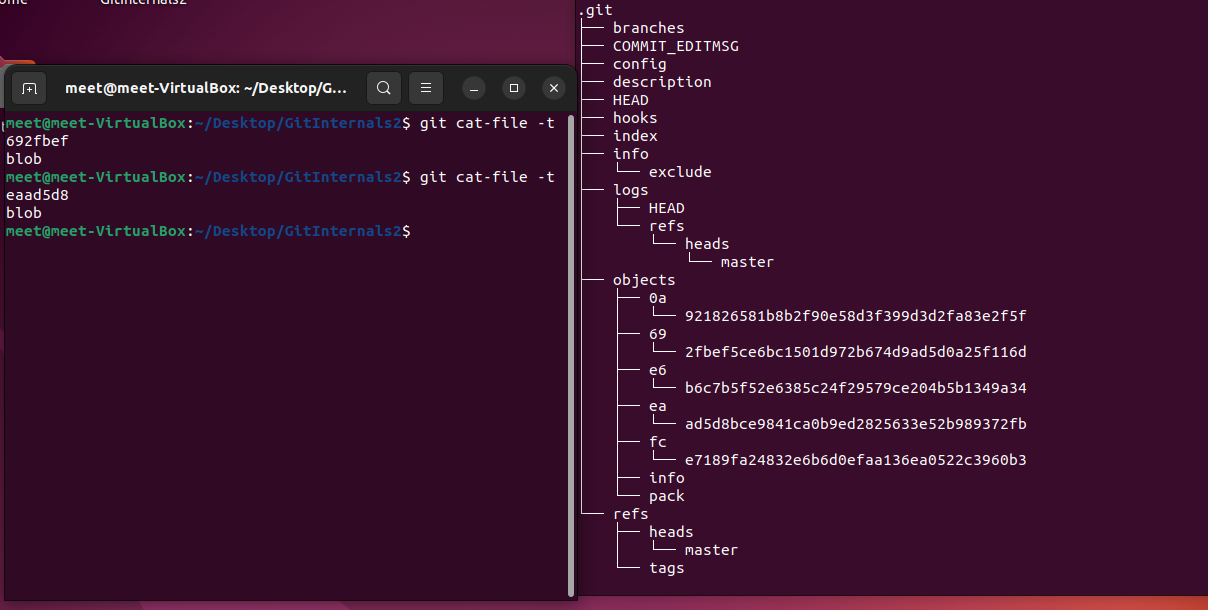 GitInternals2
meet@meet-VirtualBox: ~/Desktop/G...
meet@meet-VirtualBox:~/Desktop/GitInternals2$ git cat-file -t
692fbef
blob
meet@meet-VirtualBox:~/Desktop/GitInternals2$ git cat-file -t
eaad5d8
blob
meet@meet-VirtualBox:~/Desktop/GitInternals2$
.git
├── branches
├── COMMIT_EDITMSG
├── config
├── description
├── HEAD
├── hooks
├── index
├── info
│   └── exclude
├── logs
│   ├── HEAD
│   └── refs
│       └── heads
│           └── master
├── objects
│   ├── 0a
│   │   └── 921826581b8b2f90e58d3f399d3d2fa83e2f5f
│   ├── 69
│   │   └── 2fbef5ce6bc1501d972b674d9ad5d0a25f116d
│   ├── e6
│   │   └── b6c7b5f52e6385c24f29579ce204b5b1349a34
│   ├── ea
│   │   └── ad5d8bce9841ca0b9ed2825633e52b989372fb
│   ├── fc
│   │   └── e7189fa24832e6b6d0efaa136ea0522c3960b3
│   ├── info
│   └── pack
└── refs
    ├── heads
    │   └── master
    └── tags